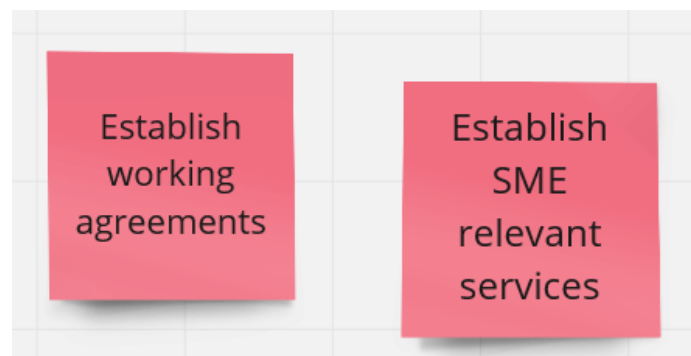 Establish
working
agreements
Establish
SME
relevant
services